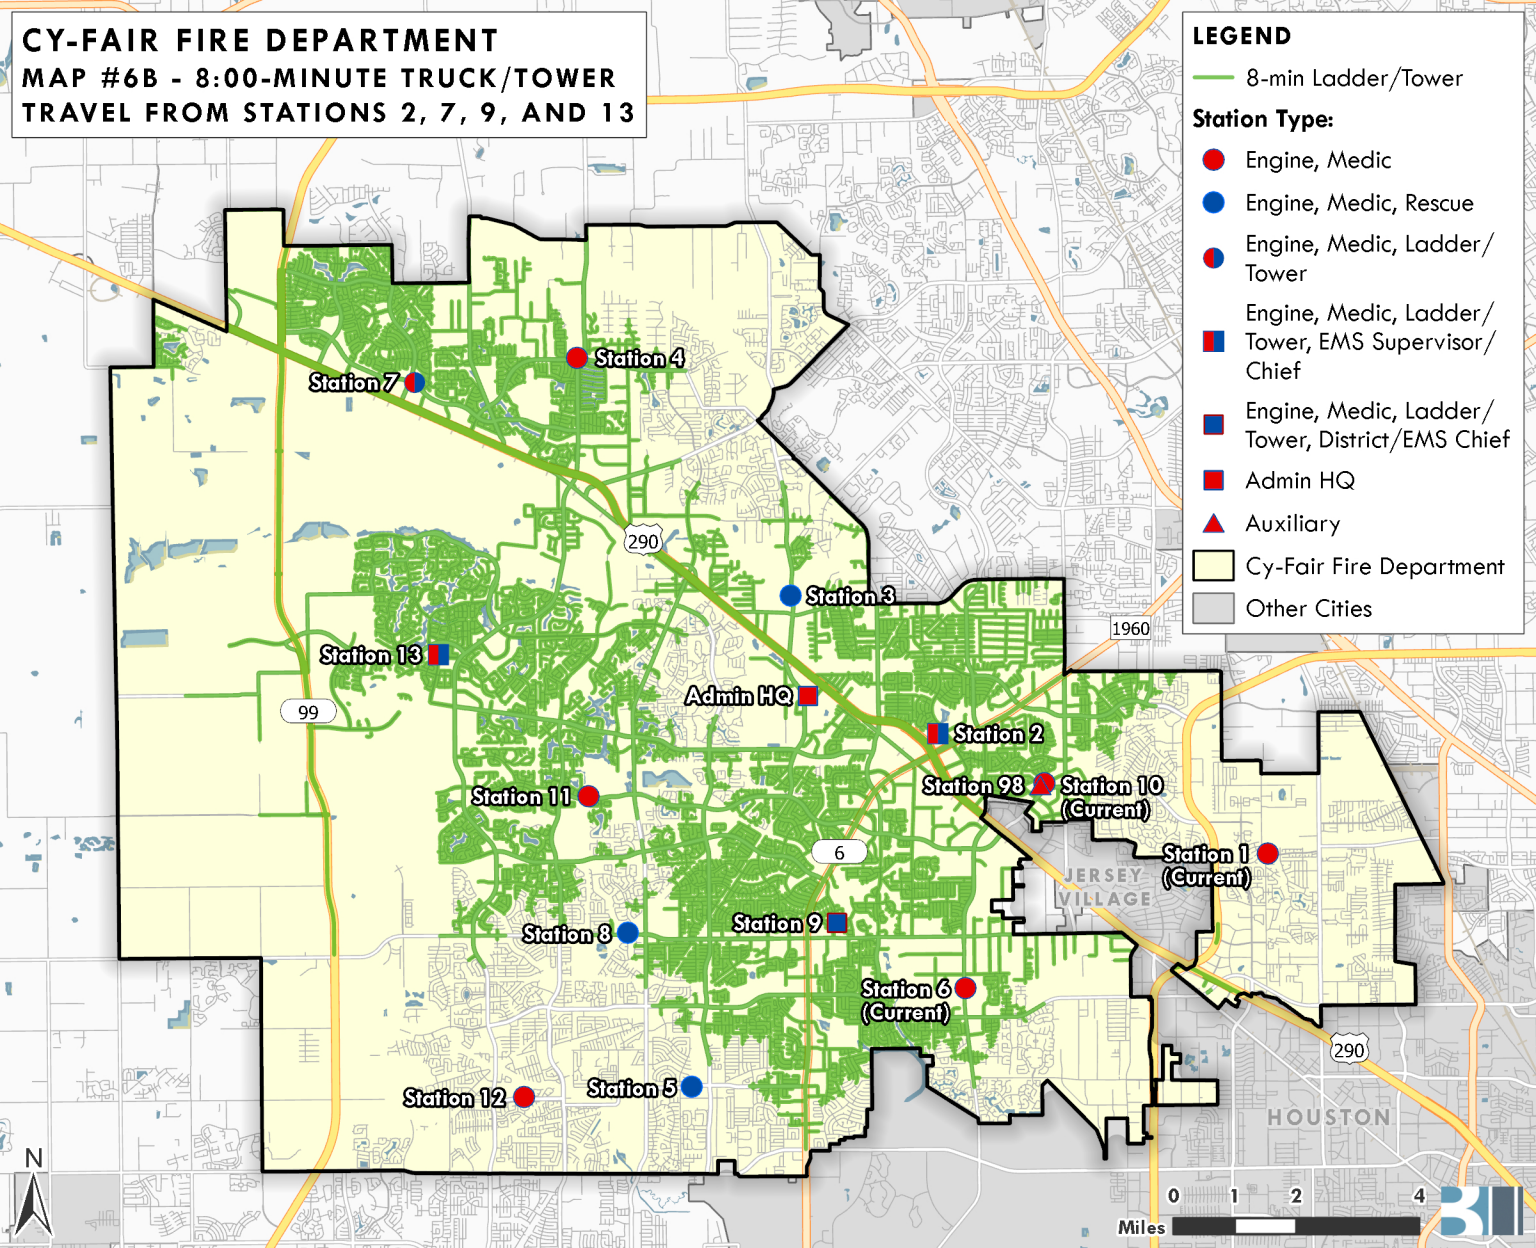 CY-FAIR FIRE DEPARTMENT
MAP #6B - 8:00-MINUTE TRUCK/TOWER
TRAVEL FROM STATIONS 2, 7, 9, AND 13
LEGEND
8-min Ladder/Tower
Station Type:
Engine, Medic
Engine, Medic, Rescue
Engine, Medic, Ladder/
Tower
Engine, Medic, Ladder/
Tower, EMS Supervisor/
Chief
Engine, Medic, Ladder/
Tower, District/EMS Chief
Admin HQ
Auxiliary
Cy-Fair Fire Department
Other Cities
Station 4
Station 7
290
Station 3
1960
Station 13
Admin HQ
99
Station 2
Station 98
Station 10
(Current)
Station 11
6
Station 1
(Current)
JERSEY
VILLAGE
Station 9
Station 8
Station 6
(Current)
290
Station 5
Station 12
HOUSTON
N
0 1 2 4
Miles